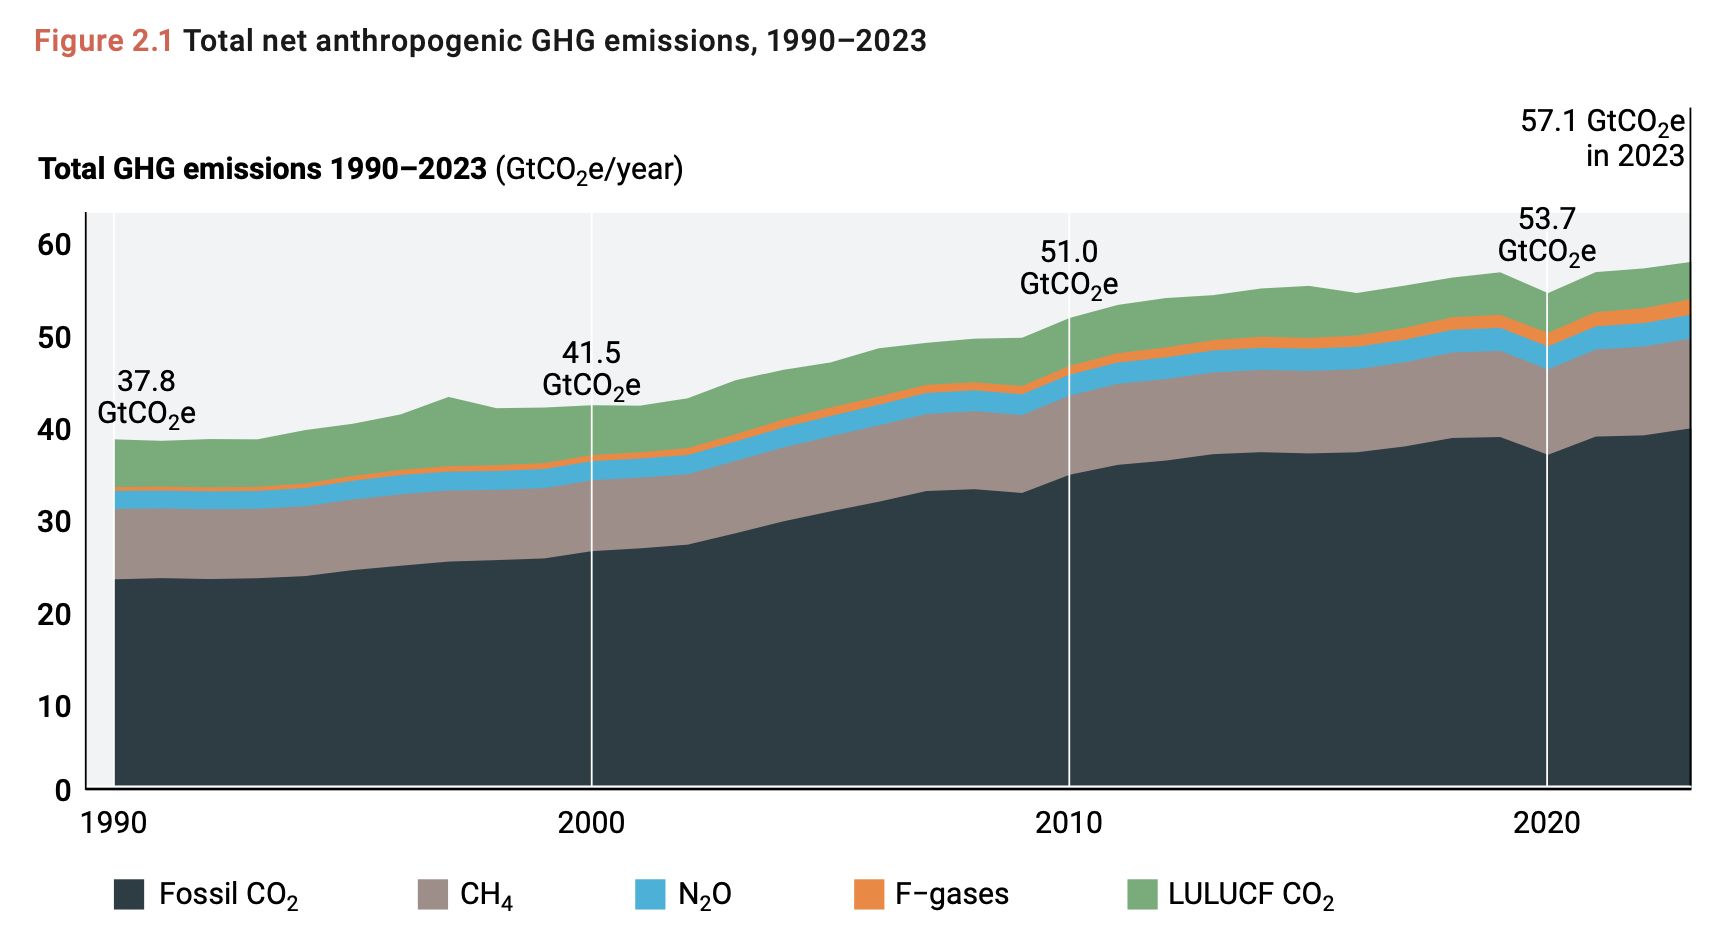 Figure 2.1 Total net anthropogenic GHG emissions, 1990–2023
57.1 GtCO₂e
in 2023
Total GHG emissions 1990–2023 (GtCO₂e/year)
53.7
GtCO₂e
51.0
GtCO₂e
41.5
GtCO₂e
37.8
GtCO₂e
60
50
40
30
20
10
0
1990 2000 2010 2020
Fossil CO₂ CH₄ N₂O F-gases LULUCF CO₂